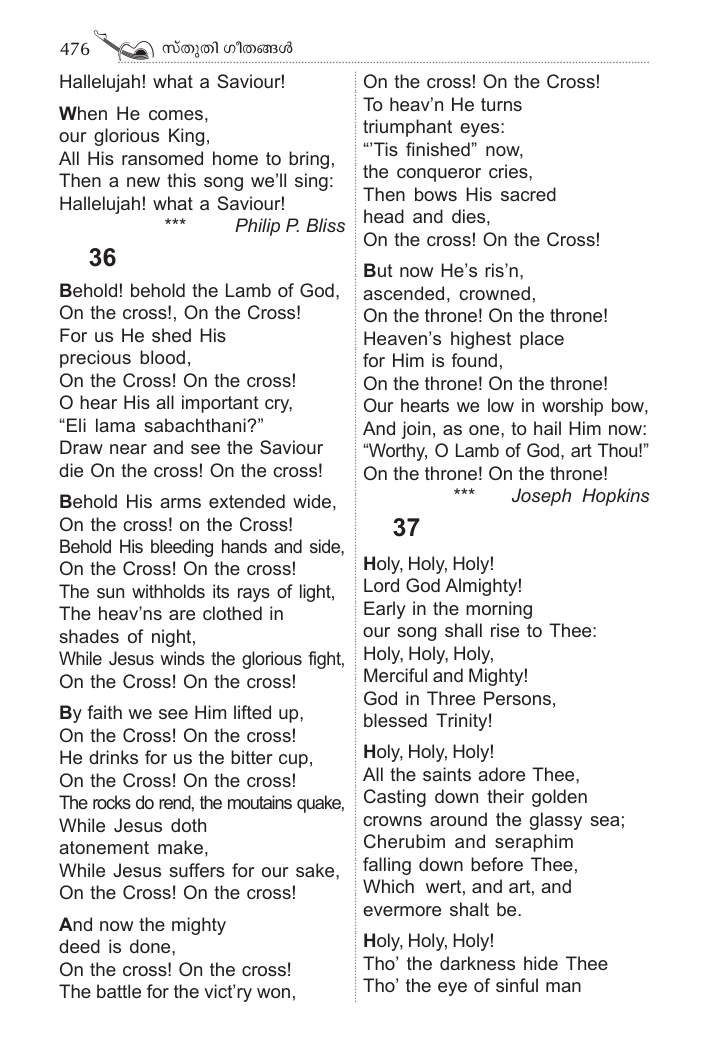 476 സ്തുതി ഗീതങ്ങൾ
Hallelujah! what a Saviour!
When He comes,
our glorious King,
All His ransomed home to bring,
Then a new this song we’ll sing:
Hallelujah! what a Saviour!
*** Philip P. Bliss
36
Behold! behold the Lamb of God,
On the cross!, On the Cross!
For us He shed His
precious blood,
On the Cross! On the cross!
O hear His all important cry,
“Eli lama sabachthani?”
Draw near and see the Saviour
die On the cross! On the cross!
Behold His arms extended wide,
On the cross! on the Cross!
Behold His bleeding hands and side,
On the Cross! On the cross!
The sun withholds its rays of light,
The heav’ns are clothed in
shades of night,
While Jesus winds the glorious fight,
On the Cross! On the cross!
By faith we see Him lifted up,
On the Cross! On the cross!
He drinks for us the bitter cup,
On the Cross! On the cross!
The rocks do rend, the moutains quake,
While Jesus doth
atonement make,
While Jesus suffers for our sake,
On the Cross! On the cross!
And now the mighty
deed is done,
On the cross! On the cross!
The battle for the vict’ry won,
On the cross! On the Cross!
To heav’n He turns
triumphant eyes:
“’Tis finished” now,
the conqueror cries,
Then bows His sacred
head and dies,
On the cross! On the Cross!
But now He’s ris’n,
ascended, crowned,
On the throne! On the throne!
Heaven’s highest place
for Him is found,
On the throne! On the throne!
Our hearts we low in worship bow,
And join, as one, to hail Him now:
“Worthy, O Lamb of God, art Thou!”
On the throne! On the throne!
*** Joseph Hopkins
37
Holy, Holy, Holy!
Lord God Almighty!
Early in the morning
our song shall rise to Thee:
Holy, Holy, Holy,
Merciful and Mighty!
God in Three Persons,
blessed Trinity!
Holy, Holy, Holy!
All the saints adore Thee,
Casting down their golden
crowns around the glassy sea;
Cherubim and seraphim
falling down before Thee,
Which wert, and art, and
evermore shalt be.
Holy, Holy, Holy!
Tho’ the darkness hide Thee
Tho’ the eye of sinful man